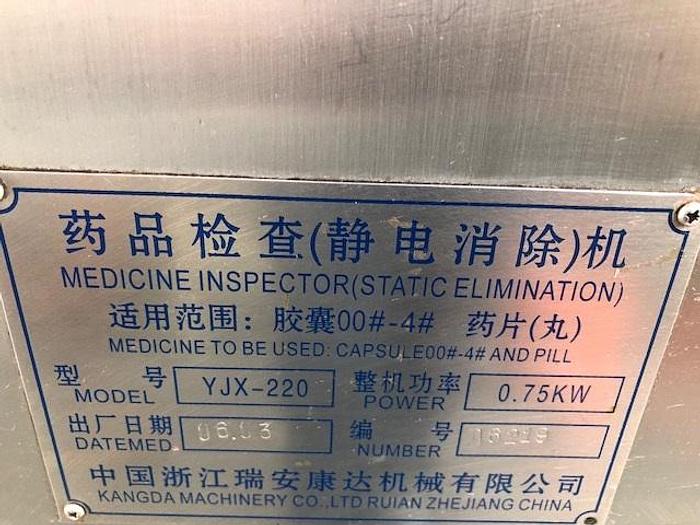 药品检查(静电消除)机
MEDICINE INSPECTOR(STATIC ELIMINATION)
适用范围：胶囊00#-4# 药片(丸)
MEDICINE TO BE USED: CAPSULE00#-4# AND PILL
型 号 YJX-220 整机功率 0.75KW
MODEL POWER
出厂日期 06.03 编 号
DATEMED NUMBER
中国浙江瑞安康达机械有限公司
KANGDA MACHINERY CO.,LTD RUIAN ZHEJIANG CHINA